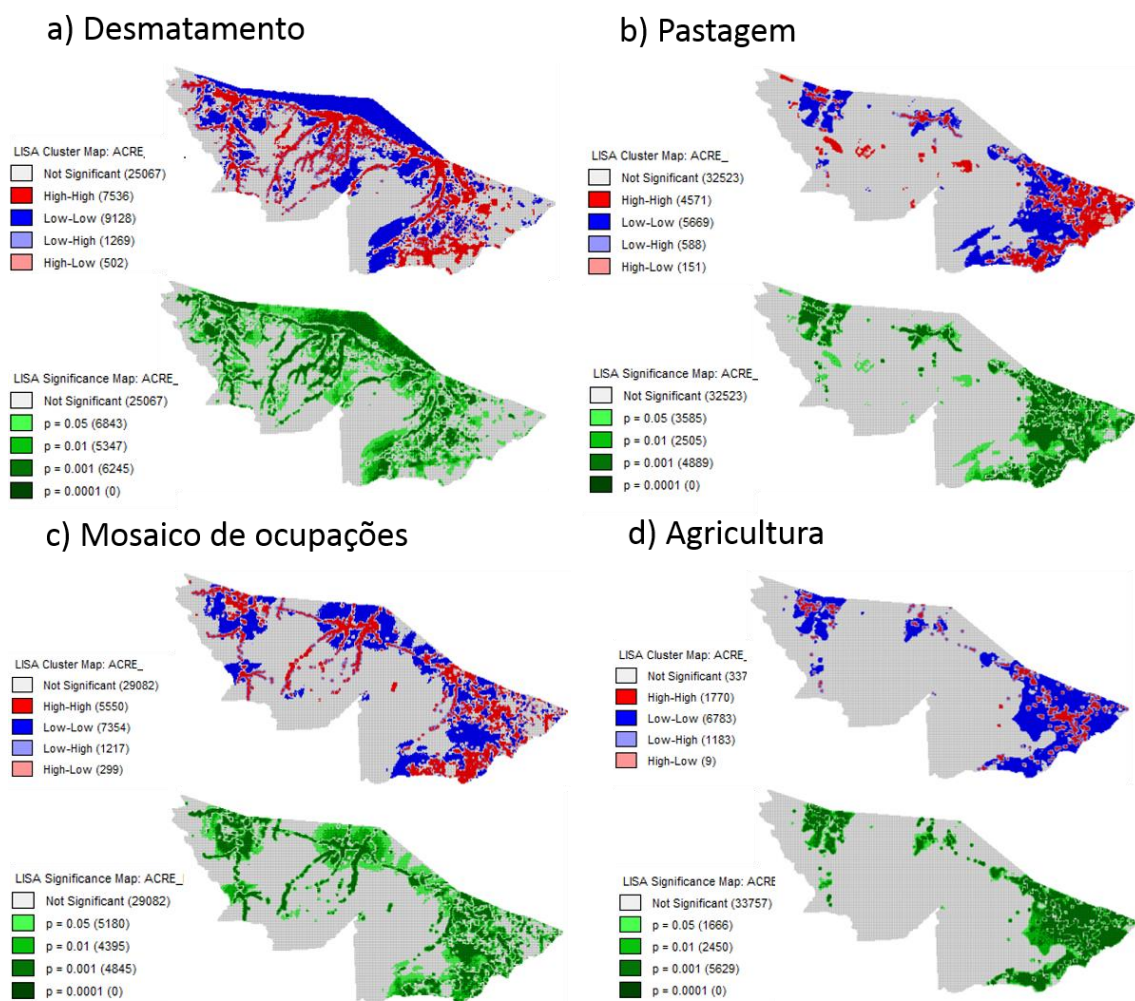 a) Desmatamento
LISA Cluster Map: ACRE_
Not Significant (25067)
High-High (7536)
Low-Low (9128)
Low-High (1269)
High-Low (502)
LISA Significance Map: ACRE_
Not Significant (25067)
p = 0.05 (6843)
p = 0.01 (5347)
p = 0.001 (6245)
p = 0.0001 (0)
b) Pastagem
LISA Cluster Map: ACRE_
Not Significant (32523)
High-High (4571)
Low-Low (5669)
Low-High (588)
High-Low (151)
LISA Significance Map: ACRE_
Not Significant (32523)
p = 0.05 (3585)
p = 0.01 (2505)
p = 0.001 (4889)
p = 0.0001 (0)
c) Mosaico de ocupações
LISA Cluster Map: ACRE_
Not Significant (29082)
High-High (5550)
Low-Low (7354)
Low-High (1217)
High-Low (299)
LISA Significance Map: ACRE_
Not Significant (29082)
p = 0.05 (5180)
p = 0.01 (4395)
p = 0.001 (4845)
p = 0.0001 (0)
d) Agricultura
LISA Cluster Map: ACRE_
Not Significant (337
High-High (1770)
Low-Low (6783)
Low-High (1183)
High-Low (9)
LISA Significance Map: ACRE
Not Significant (33757)
p = 0.05 (1666)
p = 0.01 (2450)
p = 0.001 (5629)
p = 0.0001 (0)